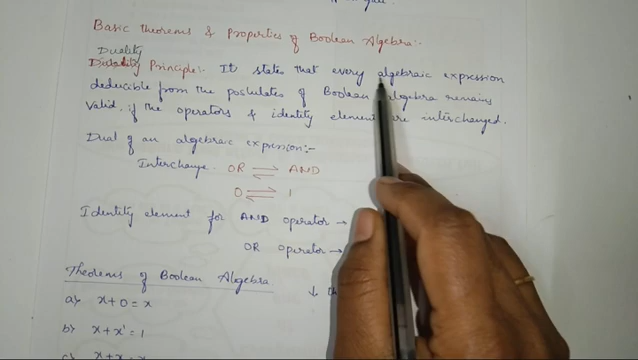 Basic theorems & Properties of Boolean Algebra:-
Duality
Principle:- It states that every algebraic expression
deducible from the postulates of Boolean algebra remains
valid if the operators & identity element are interchanged.
Dual of an algebraic expression:-
Interchange OR ⇌ AND
0 ⇌ 1
Identity element for AND operator →
OR operator →
Theorems of Boolean Algebra
a) x+0=x
b) x+x'=1
c) x+x=x